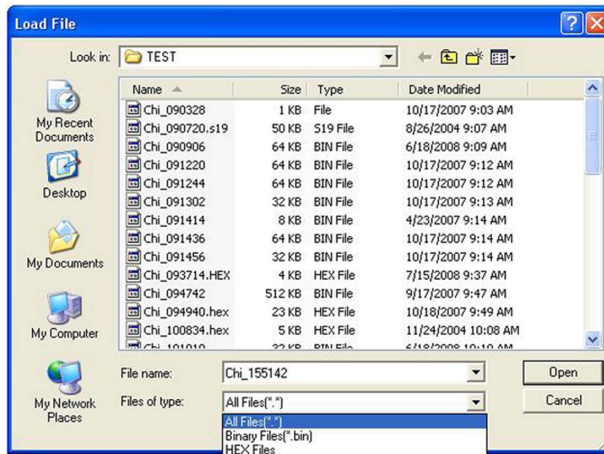 Load File
Look in: TEST
Name Size Type Date Modified
Chi_090328 1 KB File 10/17/2007 9:03 AM
Chi_090720.s19 50 KB S19 File 8/26/2004 9:07 AM
Chi_090906 64 KB BIN File 6/18/2008 9:09 AM
Chi_091220 64 KB BIN File 10/17/2007 9:12 AM
Chi_091244 64 KB BIN File 10/17/2007 9:12 AM
Chi_091302 32 KB BIN File 10/17/2007 9:13 AM
Chi_091414 8 KB BIN File 4/23/2007 9:14 AM
Chi_091436 64 KB BIN File 10/17/2007 9:14 AM
Chi_091456 32 KB BIN File 10/17/2007 9:14 AM
Chi_093714.HEX 4 KB HEX File 7/15/2008 9:37 AM
Chi_094742 512 KB BIN File 9/17/2007 9:47 AM
Chi_094940.hex 23 KB HEX File 10/18/2007 9:49 AM
Chi_100834.hex 5 KB HEX File 11/24/2004 10:08 AM
My Recent
Documents
Desktop
My Documents
My Computer
My Network
Places
File name: Chi_155142 Open
Files of type: All Files(*.*) Cancel
All Files(*.*)
Binary Files(*.bin)
HEX Files